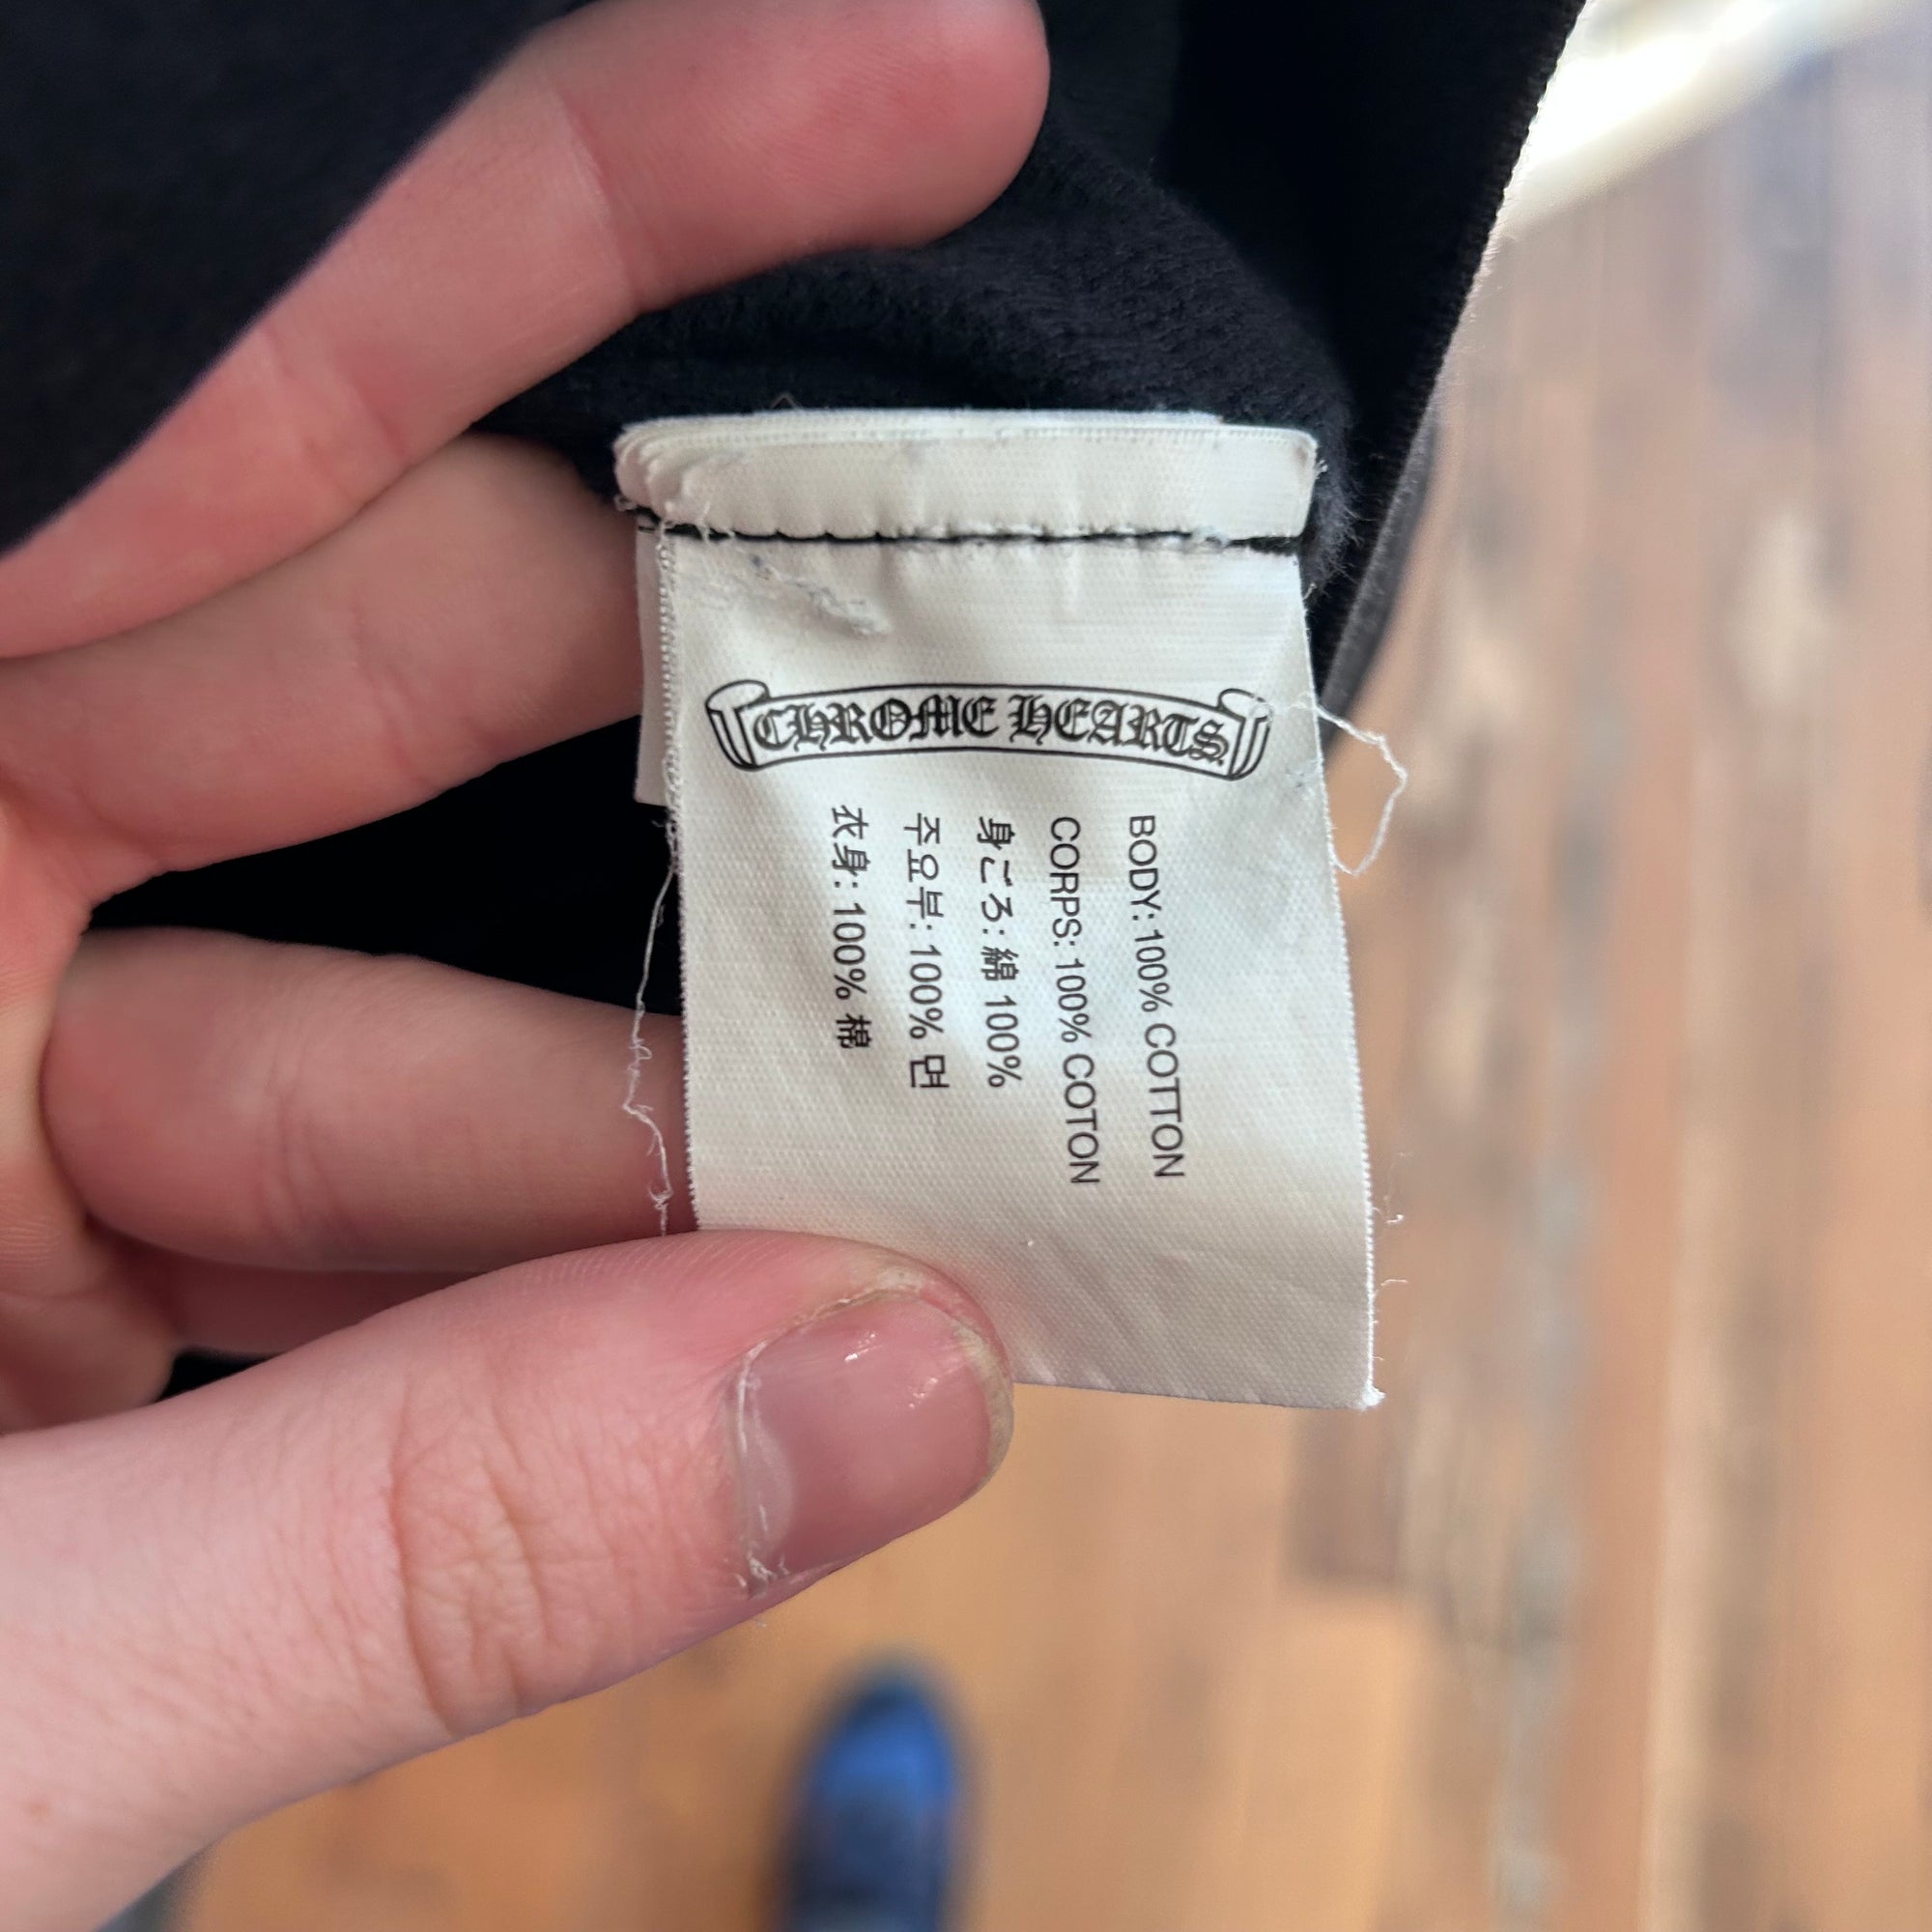 CHROME HEARTS
BODY: 100% COTTON
CORPS: 100% COTON
身ごろ: 綿 100%
주요부: 100% 면
衣身: 100% 棉